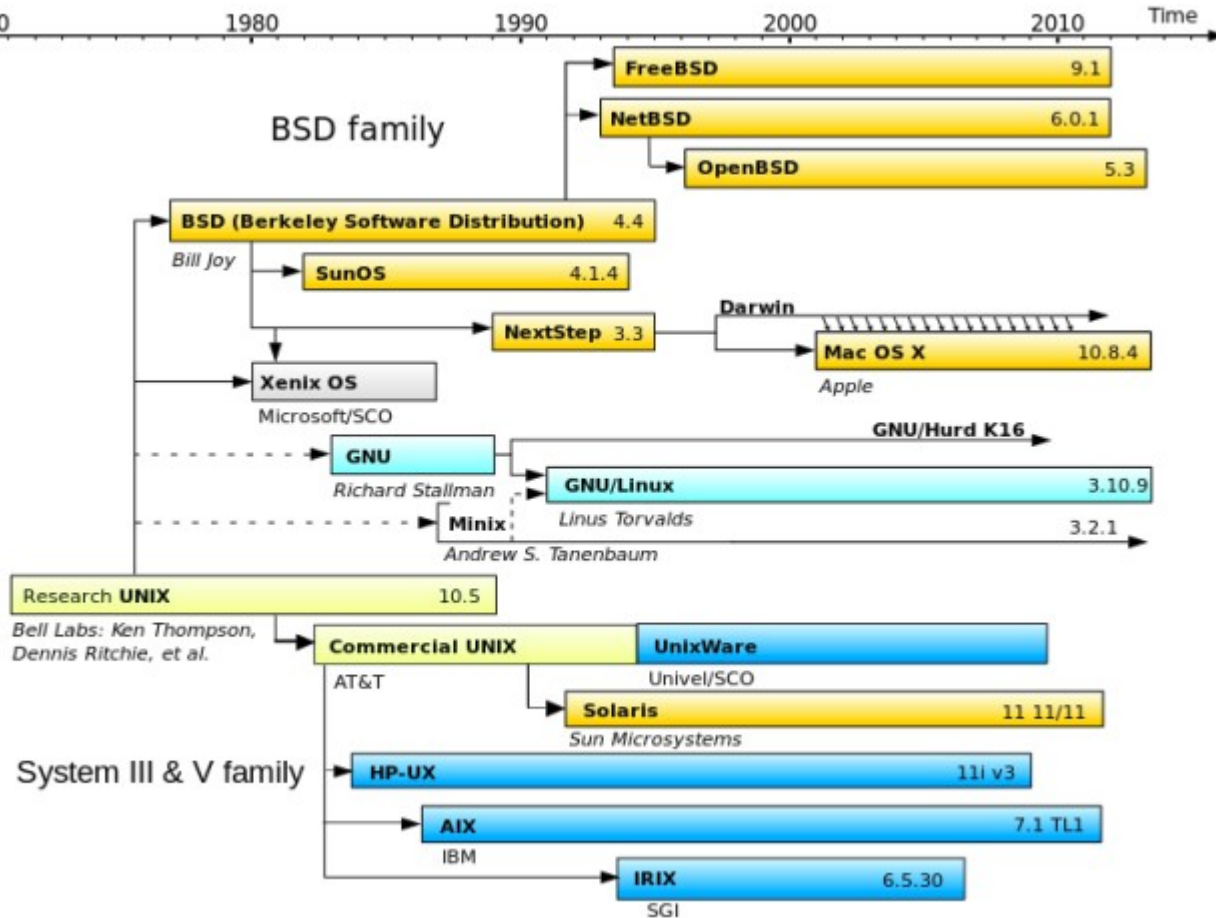 0 1980 1990 2000 2010 Time
FreeBSD 9.1
BSD family
NetBSD 6.0.1
OpenBSD 5.3
BSD (Berkeley Software Distribution) 4.4
Bill Joy
SunOS 4.1.4
Darwin
NextStep 3.3
Mac OS X 10.8.4
Apple
Xenix OS
Microsoft/SCO
GNU/Hurd K16
GNU
Richard Stallman
GNU/Linux 3.10.9
Linus Torvalds
Minix 3.2.1
Andrew S. Tanenbaum
Research UNIX 10.5
Bell Labs: Ken Thompson,
Dennis Ritchie, et al.
Commercial UNIX UnixWare
AT&T Univel/SCO
Solaris 11 11/11
Sun Microsystems
System III & V family
HP-UX 11i v3
AIX 7.1 TL1
IBM
IRIX 6.5.30
SGI